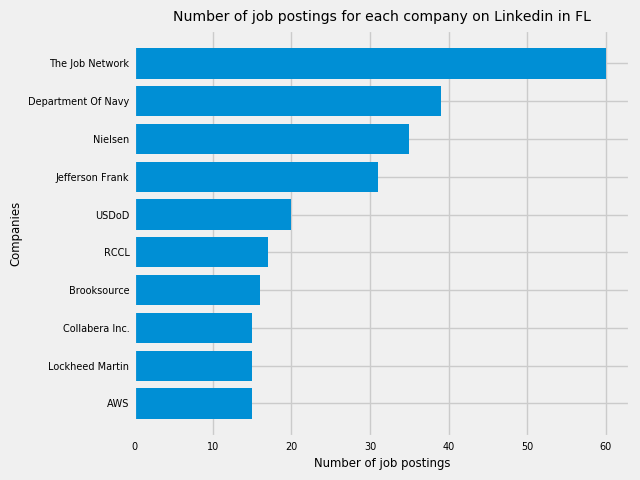 Number of job postings for each company on Linkedin in FL
The Job Network
Department Of Navy
Nielsen
Jefferson Frank
USDoD
RCCL
Brooksource
Collabera Inc.
Lockheed Martin
AWS
Companies
0 10 20 30 40 50 60
Number of job postings